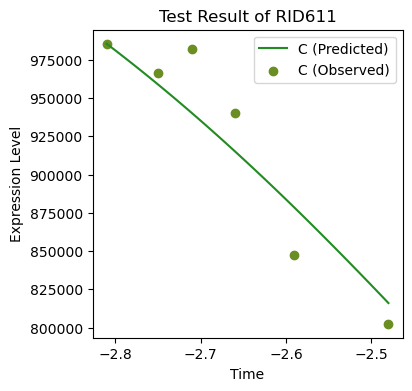 Test Result of RID611
C (Predicted)
C (Observed)
Expression Level
975000
950000
925000
900000
875000
850000
825000
800000
−2.8
−2.7
−2.6
−2.5
Time